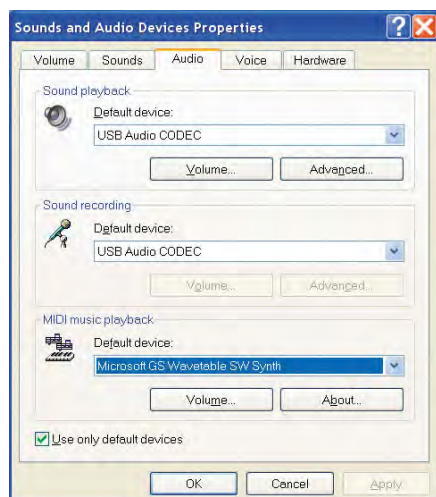 Sounds and Audio Devices Properties
Volume Sounds Audio Voice Hardware
Sound playback
Default device:
USB Audio CODEC
Volume... Advanced...
Sound recording
Default device:
USB Audio CODEC
Volume... Advanced...
MIDI music playback
Default device:
Microsoft GS Wavetable SW Synth
Volume... About...
Use only default devices
OK Cancel Apply